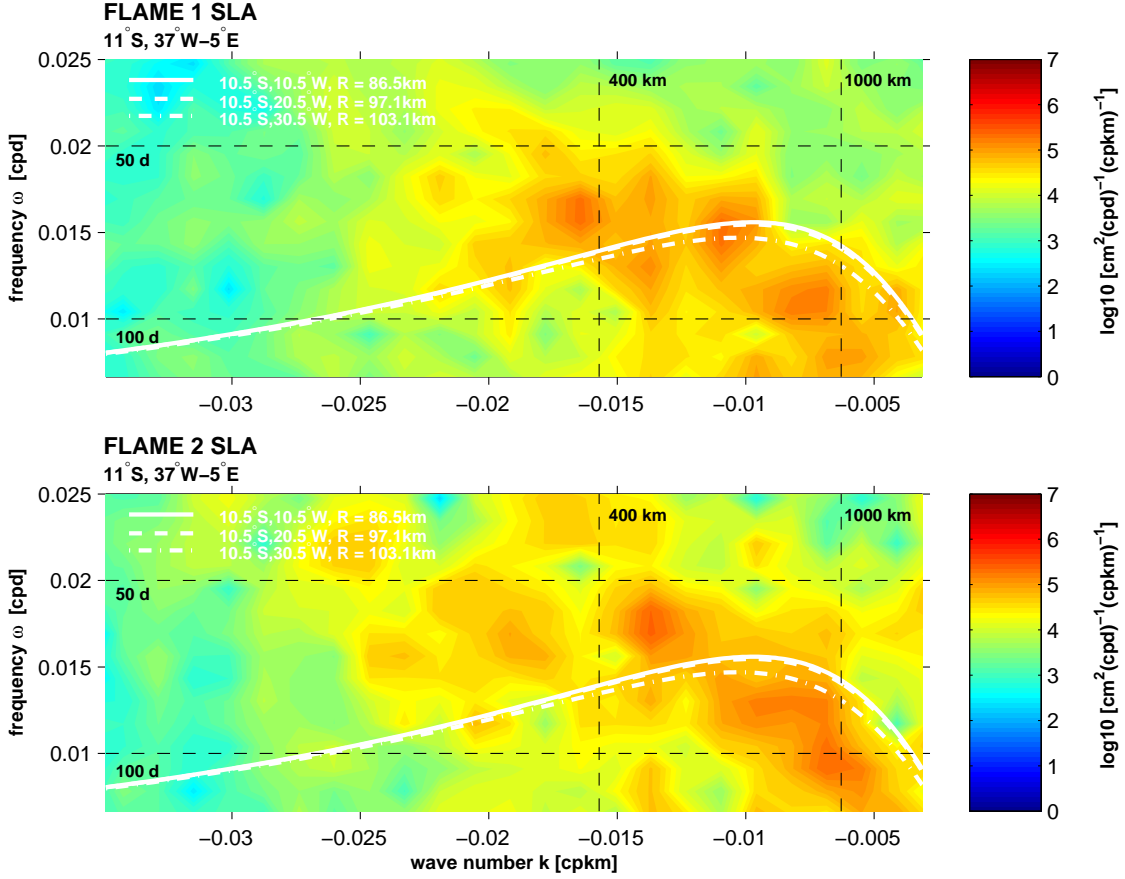 FLAME 1 SLA
11°S, 37°W−5°E
0.025
0.02
0.015
0.01
frequency ω [cpd]
10.5°S,10.5°W, R = 86.5km
10.5°S,20.5°W, R = 97.1km
10.5°S,30.5°W, R = 103.1km
400 km
1000 km
50 d
100 d
−0.03
−0.025
−0.02
−0.015
−0.01
−0.005
7
6
5
4
3
2
1
0
log10 [cm²(cpd)⁻¹(cpkm)⁻¹]
FLAME 2 SLA
11°S, 37°W−5°E
0.025
0.02
0.015
0.01
frequency ω [cpd]
10.5°S,10.5°W, R = 86.5km
10.5°S,20.5°W, R = 97.1km
10.5°S,30.5°W, R = 103.1km
400 km
1000 km
50 d
100 d
−0.03
−0.025
−0.02
−0.015
−0.01
−0.005
wave number k [cpkm]
7
6
5
4
3
2
1
0
log10 [cm²(cpd)⁻¹(cpkm)⁻¹]